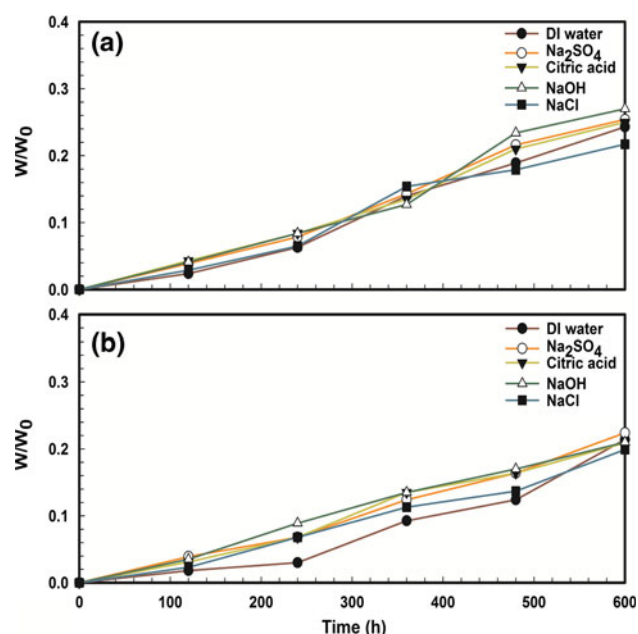 (a)
DI water
Na2SO4
Citric acid
NaOH
NaCl
0.4
0.3
0.2
0.1
0.0
W/W0
(b)
DI water
Na2SO4
Citric acid
NaOH
NaCl
0.4
0.3
0.2
0.1
0.0
W/W0
0 100 200 300 400 500 600
Time (h)